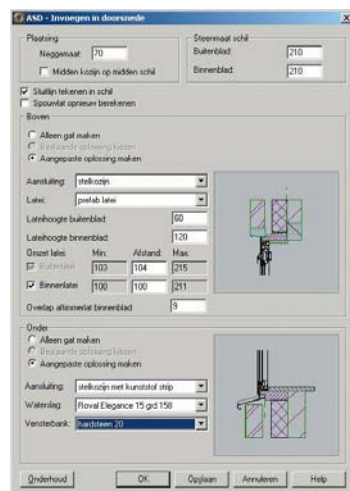 ASD - Invoegen in doorsnede
Plaatsing
Neggemaat: 70
Midden kozijn op midden schil
Steenmaat schil
Buitenblad: 210
Binnenblad: 210
Sluitlijn tekenen in schil
Spouwlat opnieuw berekenen
Boven
Alleen gat maken
Bestaande oplossing kiezen
Aangepaste oplossing maken
Aansluiting: stelkozijn
Latei: prefab latei
Lateihoogte buitenblad: 60
Lateihoogte binnenblad: 120
Omzet latei: Min: Afstand: Max:
Buitenlatei 103 104 215
Binnenlatei 100 100 211
Overlap aftimmerlat binnenblad: 9
Onder
Alleen gat maken
Bestaande oplossing kiezen
Aangepaste oplossing maken
Aansluiting: stelkozijn met kunststof strip
Waterslag: Roval Elegance 15 grd 158
Vensterbank: hardsteen 20
Onderhoud OK Opslaan Annuleren Help